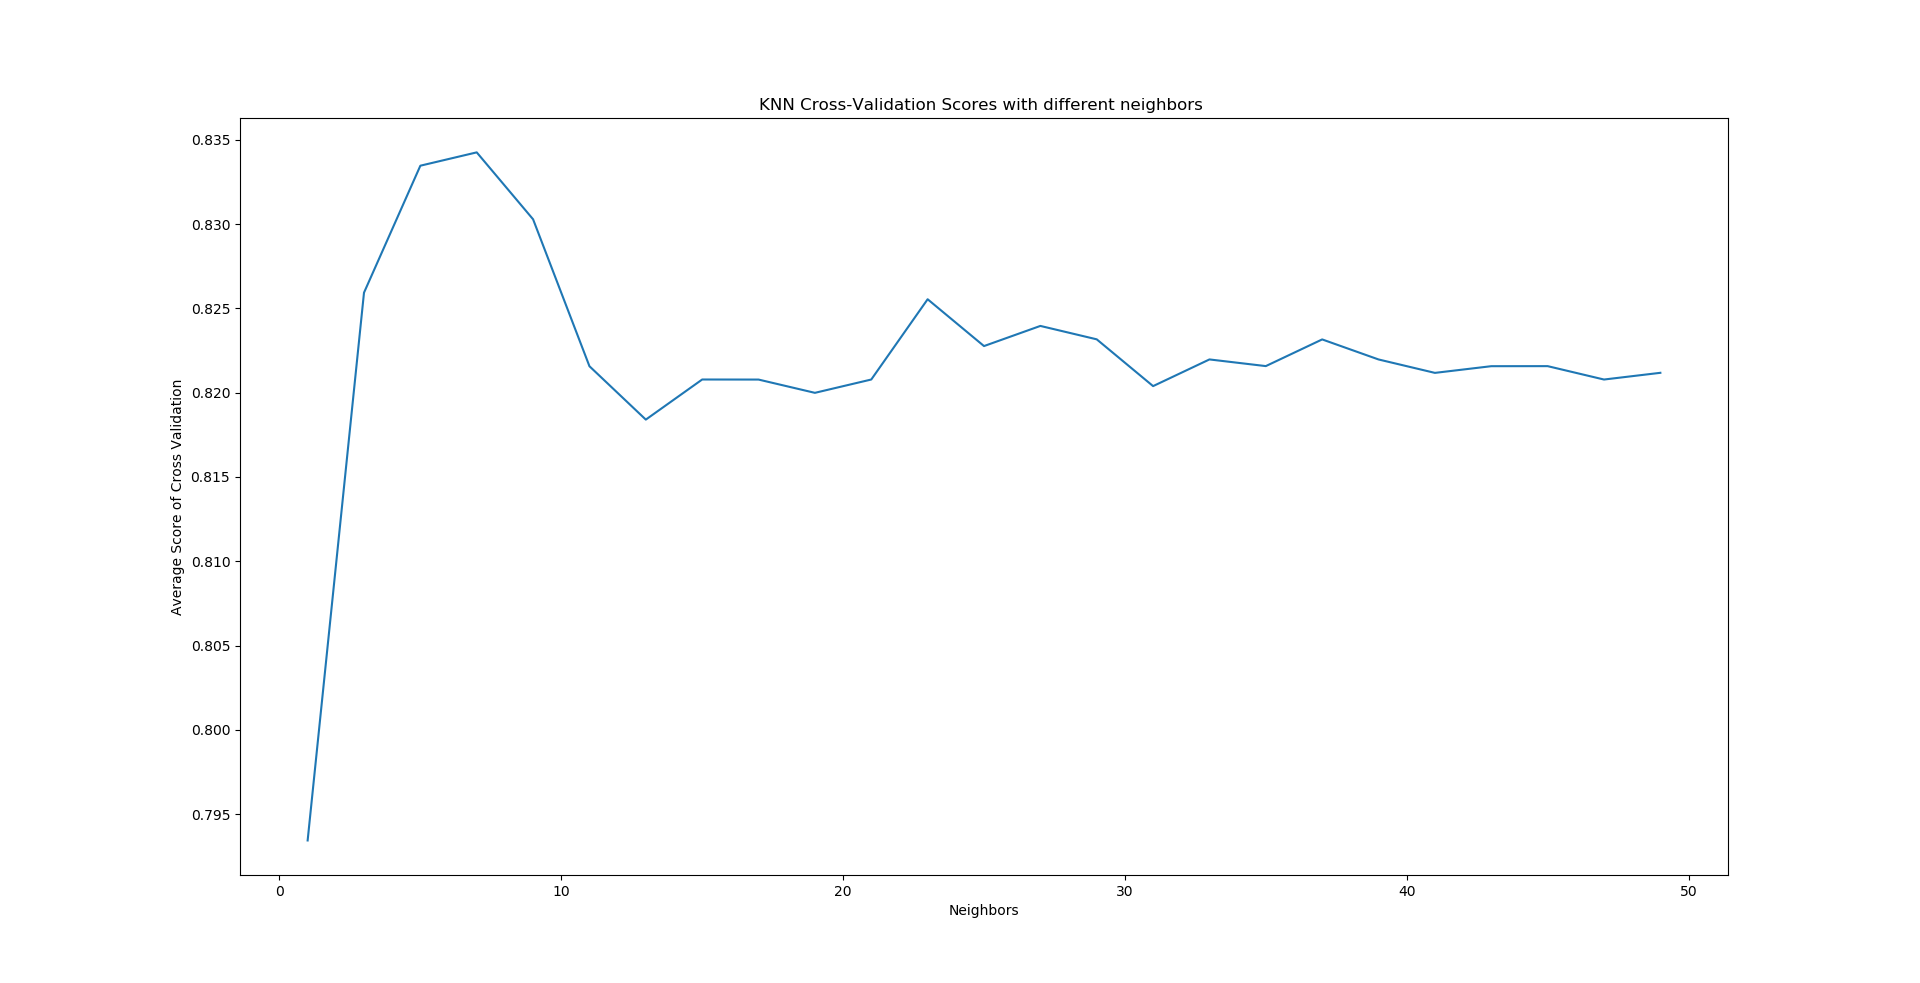 KNN Cross-Validation Scores with different neighbors
0.835
0.830
0.825
0.820
0.815
0.810
0.805
0.800
0.795
Average Score of Cross Validation
0 10 20 30 40 50
Neighbors